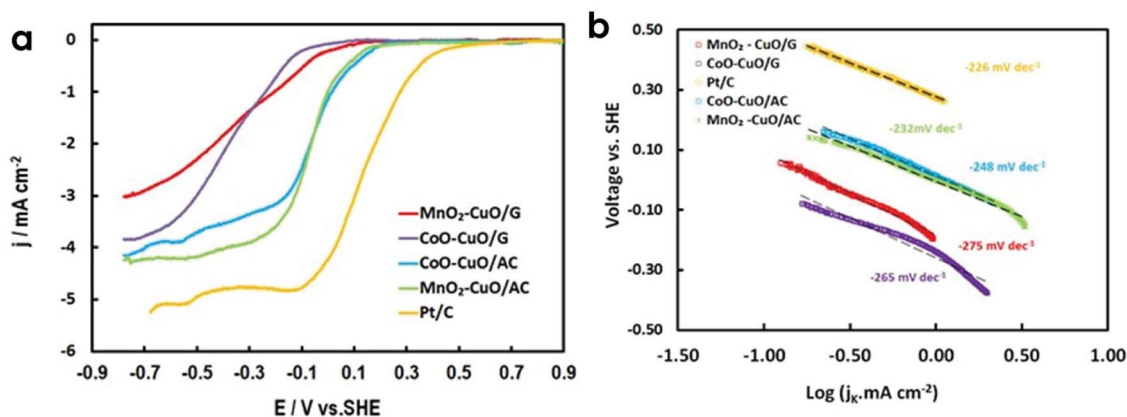 a
0
-1
-2
-3
-4
-5
-6
j / mA cm⁻²
MnO₂-CuO/G
CoO-CuO/G
CoO-CuO/AC
MnO₂-CuO/AC
Pt/C
-0.9 -0.7 -0.5 -0.3 -0.1 0.1 0.3 0.5 0.7 0.9
E / V vs.SHE
b
0.50
0.30
0.10
-0.10
-0.30
-0.50
Voltage vs. SHE
MnO₂ - CuO/G
CoO-CuO/G
Pt/C
CoO-CuO/AC
MnO₂ -CuO/AC
-226 mV dec⁻¹
-232mV dec⁻¹
-248 mV dec⁻¹
-275 mV dec⁻¹
-265 mV dec⁻¹
-1.50 -1.00 -0.50 0.00 0.50 1.00
Log (jₖ.mA cm⁻²)